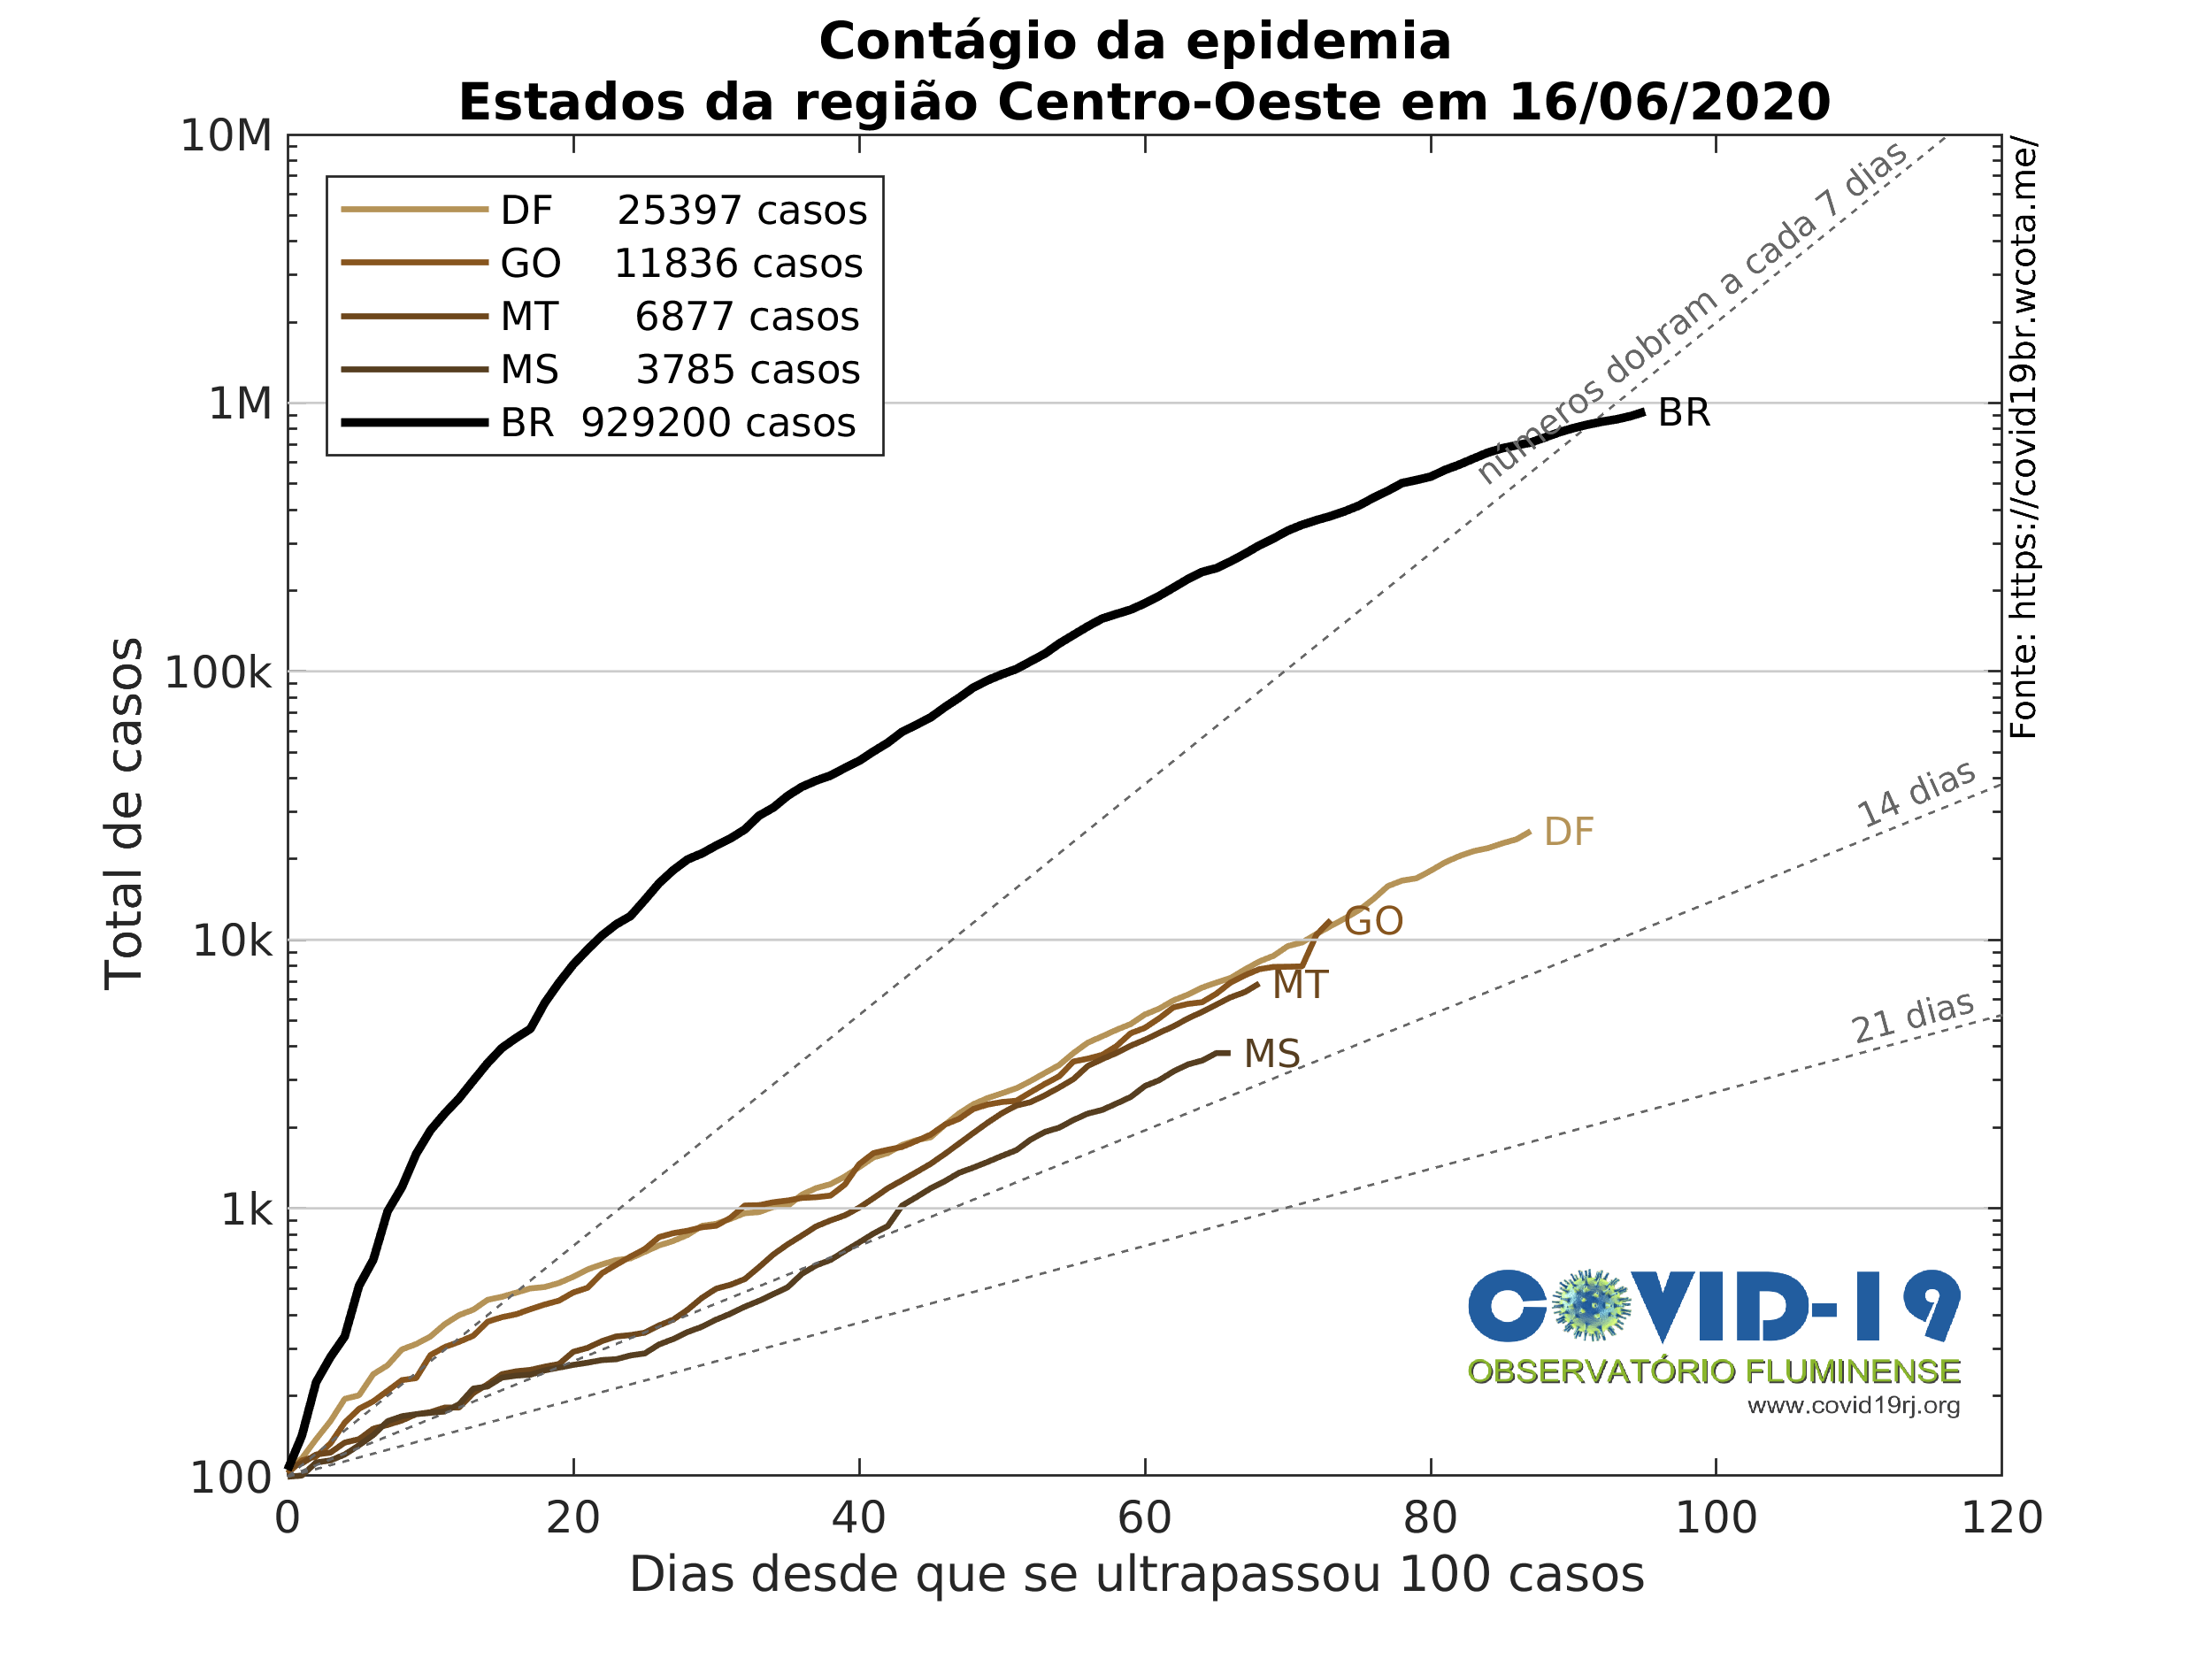 Contágio da epidemia
Estados da região Centro-Oeste em 16/06/2020
10M
1M
100k
10k
1k
100
Total de casos
DF 25397 casos
GO 11836 casos
MT 6877 casos
MS 3785 casos
BR 929200 casos
números dobram a cada 7 dias
14 dias
21 dias
BR
DF
GO
MT
MS
Fonte: https://covid19br.wcota.me/
COVID-19
OBSERVATÓRIO FLUMINENSE
www.covid19rj.org
0 20 40 60 80 100 120
Dias desde que se ultrapassou 100 casos